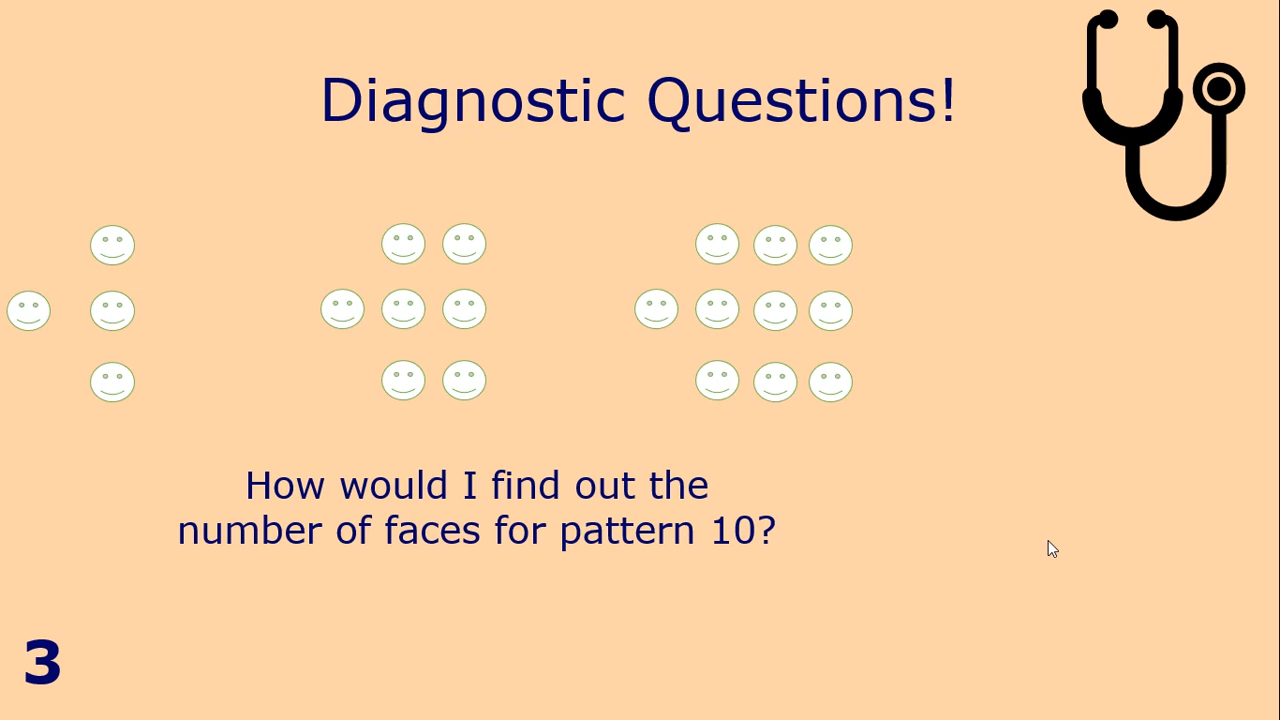 Diagnostic Questions!
How would I find out the
number of faces for pattern 10?
3